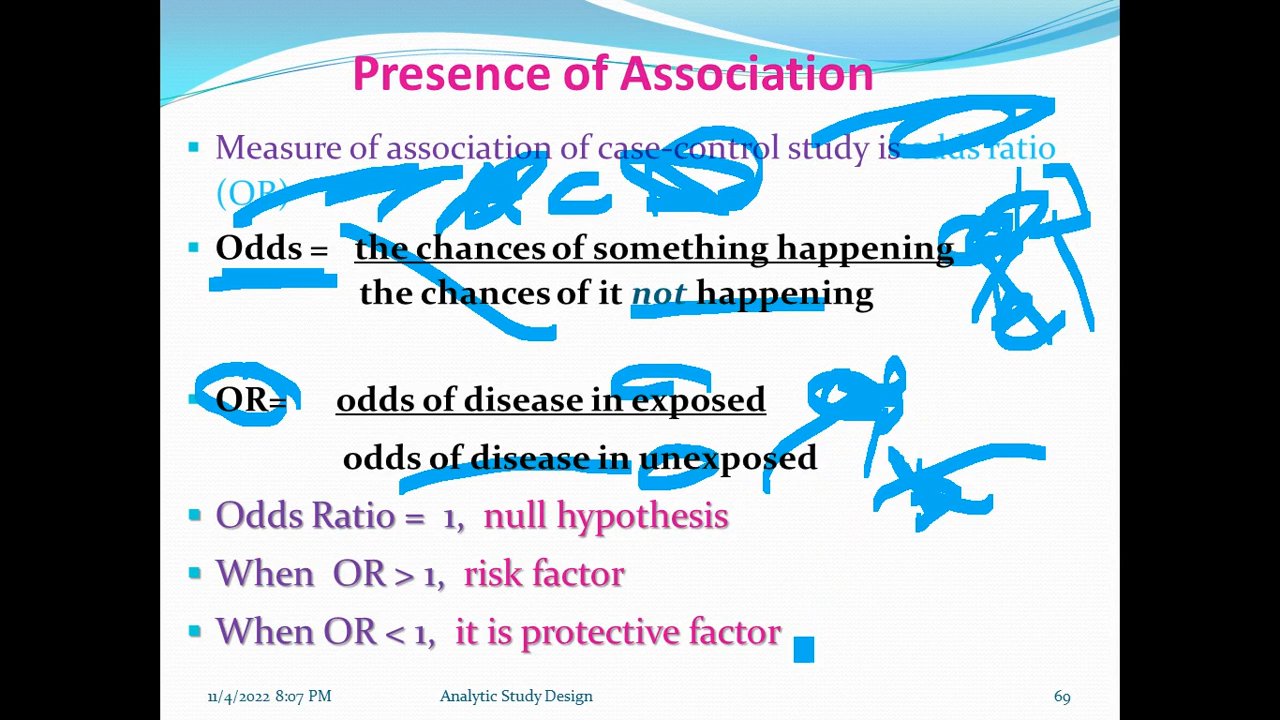 Presence of Association
Measure of association of case-control study is odds ratio
(OR)
Odds = the chances of something happening
the chances of it not happening
OR= odds of disease in exposed
odds of disease in unexposed
Odds Ratio = 1, null hypothesis
When OR > 1, risk factor
When OR < 1, it is protective factor
11/4/2022 8:07 PM Analytic Study Design 69